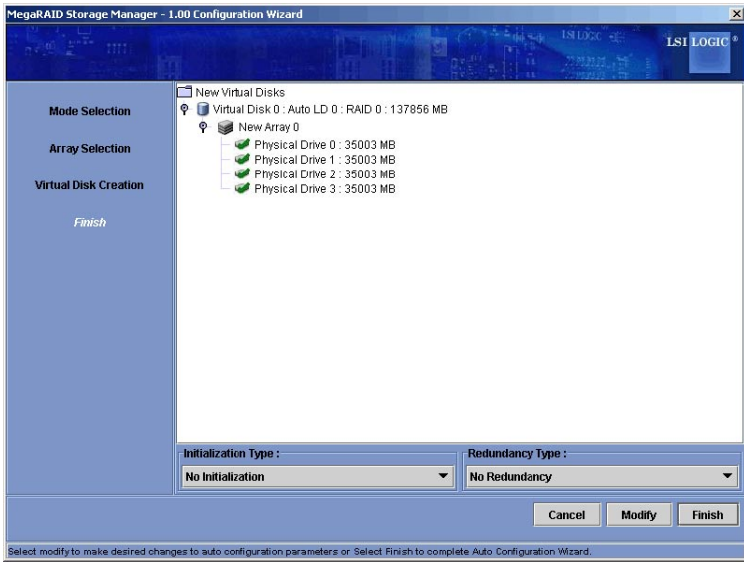 MegaRAID Storage Manager - 1.00 Configuration Wizard
LSI LOGIC
LSI LOGIC ®
Mode Selection
Array Selection
Virtual Disk Creation
Finish
New Virtual Disks
Virtual Disk 0 : Auto LD 0 : RAID 0 : 137856 MB
New Array 0
Physical Drive 0 : 35003 MB
Physical Drive 1 : 35003 MB
Physical Drive 2 : 35003 MB
Physical Drive 3 : 35003 MB
Initialization Type :
No Initialization
Redundancy Type :
No Redundancy
Cancel
Modify
Finish
Select modify to make desired changes to auto configuration parameters or Select Finish to complete Auto Configuration Wizard.